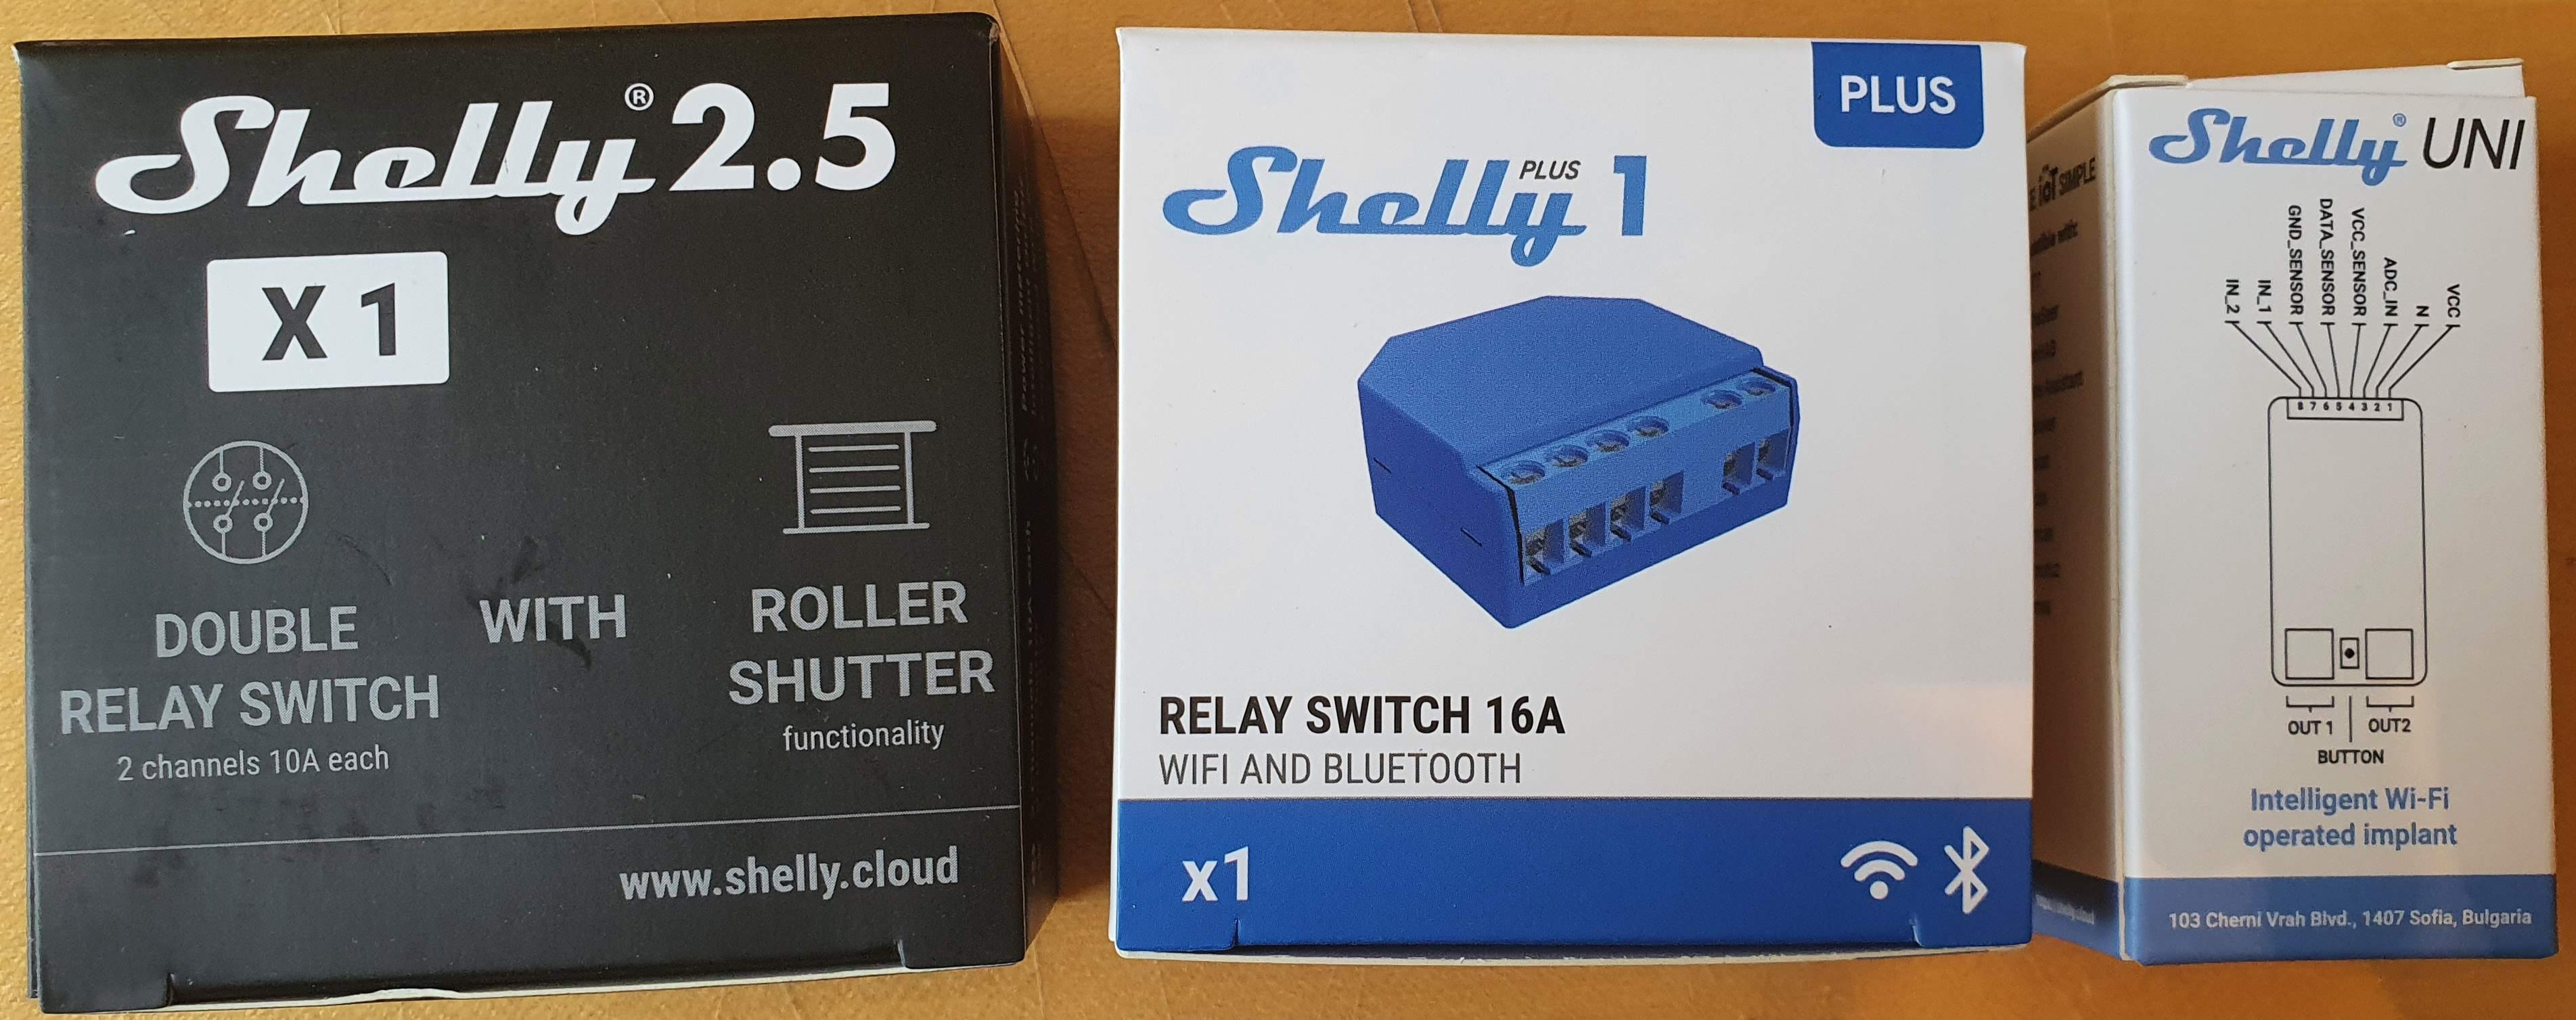 Shelly® 2.5
X 1
DOUBLE
RELAY SWITCH
2 channels 10A each
WITH
ROLLER
SHUTTER
functionality
www.shelly.cloud
PLUS
Shelly PLUS 1
RELAY SWITCH 16A
WIFI AND BLUETOOTH
x1
IoT SIMPLE
Shelly® UNI
IN_2
IN_1
GND_SENSOR
DATA_SENSOR
VCC_SENSOR
ADC_IN
N
VCC
8 7 6 5 4 3 2 1
OUT 1
OUT2
BUTTON
Intelligent Wi-Fi
operated implant
103 Cherni Vrah Blvd., 1407 Sofia, Bulgaria